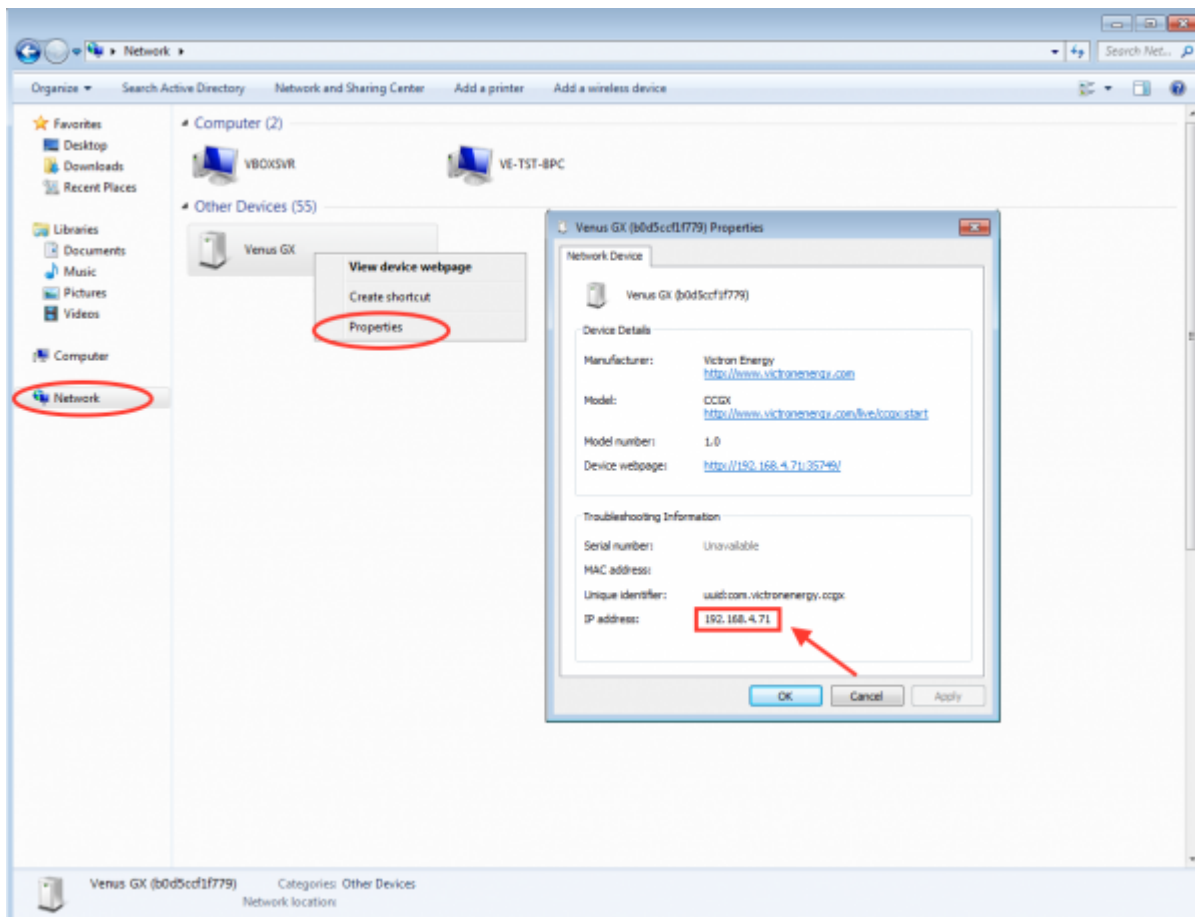 Network
Search Net...
Organize
Search Active Directory
Network and Sharing Center
Add a printer
Add a wireless device
Favorites
Desktop
Downloads
Recent Places
Libraries
Documents
Music
Pictures
Videos
Computer
Network
Computer (2)
VBOXSVR
VE-TST-8PC
Other Devices (55)
Venus GX
View device webpage
Create shortcut
Properties
Venus GX (b0d5ccf1f779) Properties
Network Device
Venus GX (b0d5ccf1f779)
Device Details
Manufacturer: Victron Energy
http://www.victronenergy.com
Model: CCGX
http://www.victronenergy.com/live/ccgx:start
Model number: 1.0
Device webpage: http://192.168.4.71:35749/
Troubleshooting Information
Serial number: Unavailable
MAC address:
Unique identifier: uuid:com.victronenergy.ccgx
IP address: 192.168.4.71
OK
Cancel
Apply
Venus GX (b0d5ccf1f779) Categories: Other Devices
Network location: